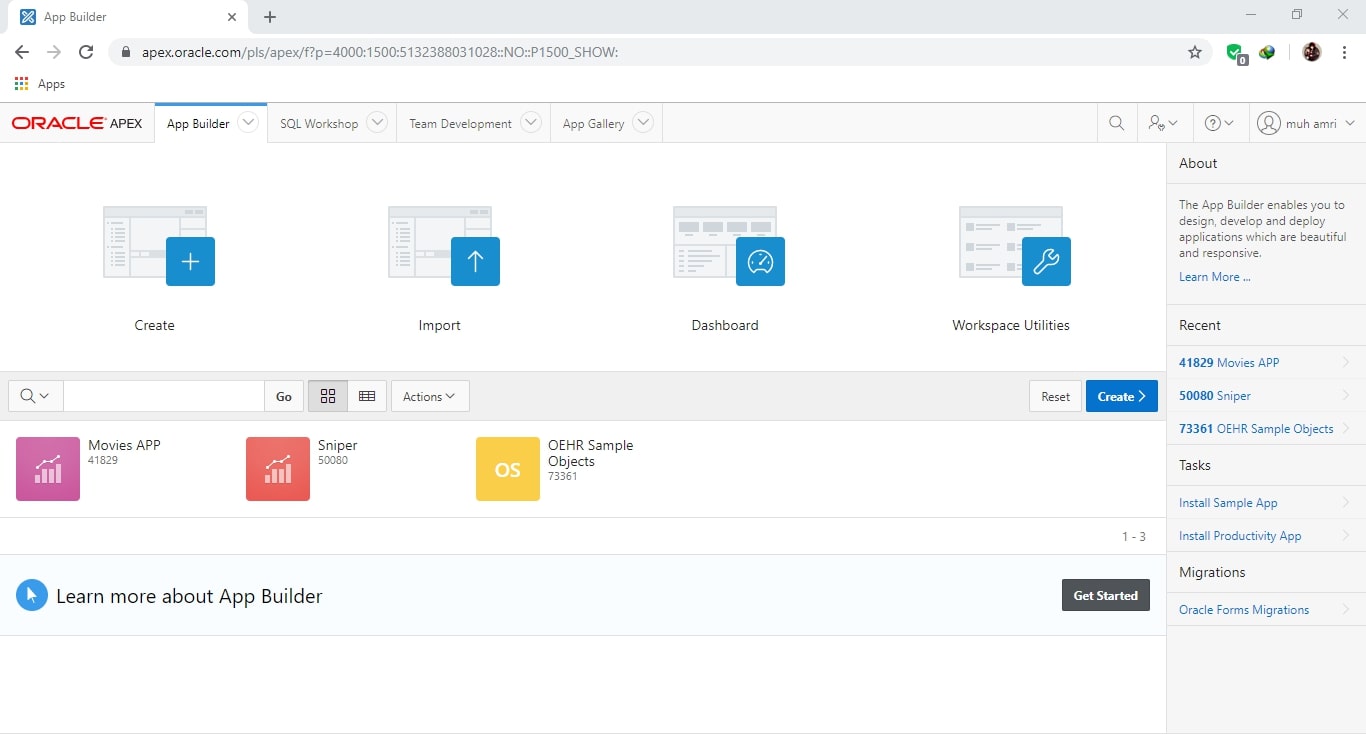 App Builder
apex.oracle.com/pls/apex/f?p=4000:1500:5132388031028::NO::P1500_SHOW:
0
Apps
ORACLE APEX
App Builder
SQL Workshop
Team Development
App Gallery
muh amri
Create
Import
Dashboard
Workspace Utilities
Go
Actions
Reset
Create
Movies APP
41829
Sniper
50080
OS
OEHR Sample
Objects
73361
1 - 3
Learn more about App Builder
Get Started
About
The App Builder enables you to
design, develop and deploy
applications which are beautiful
and responsive.
Learn More ...
Recent
41829 Movies APP
50080 Sniper
73361 OEHR Sample Objects
Tasks
Install Sample App
Install Productivity App
Migrations
Oracle Forms Migrations